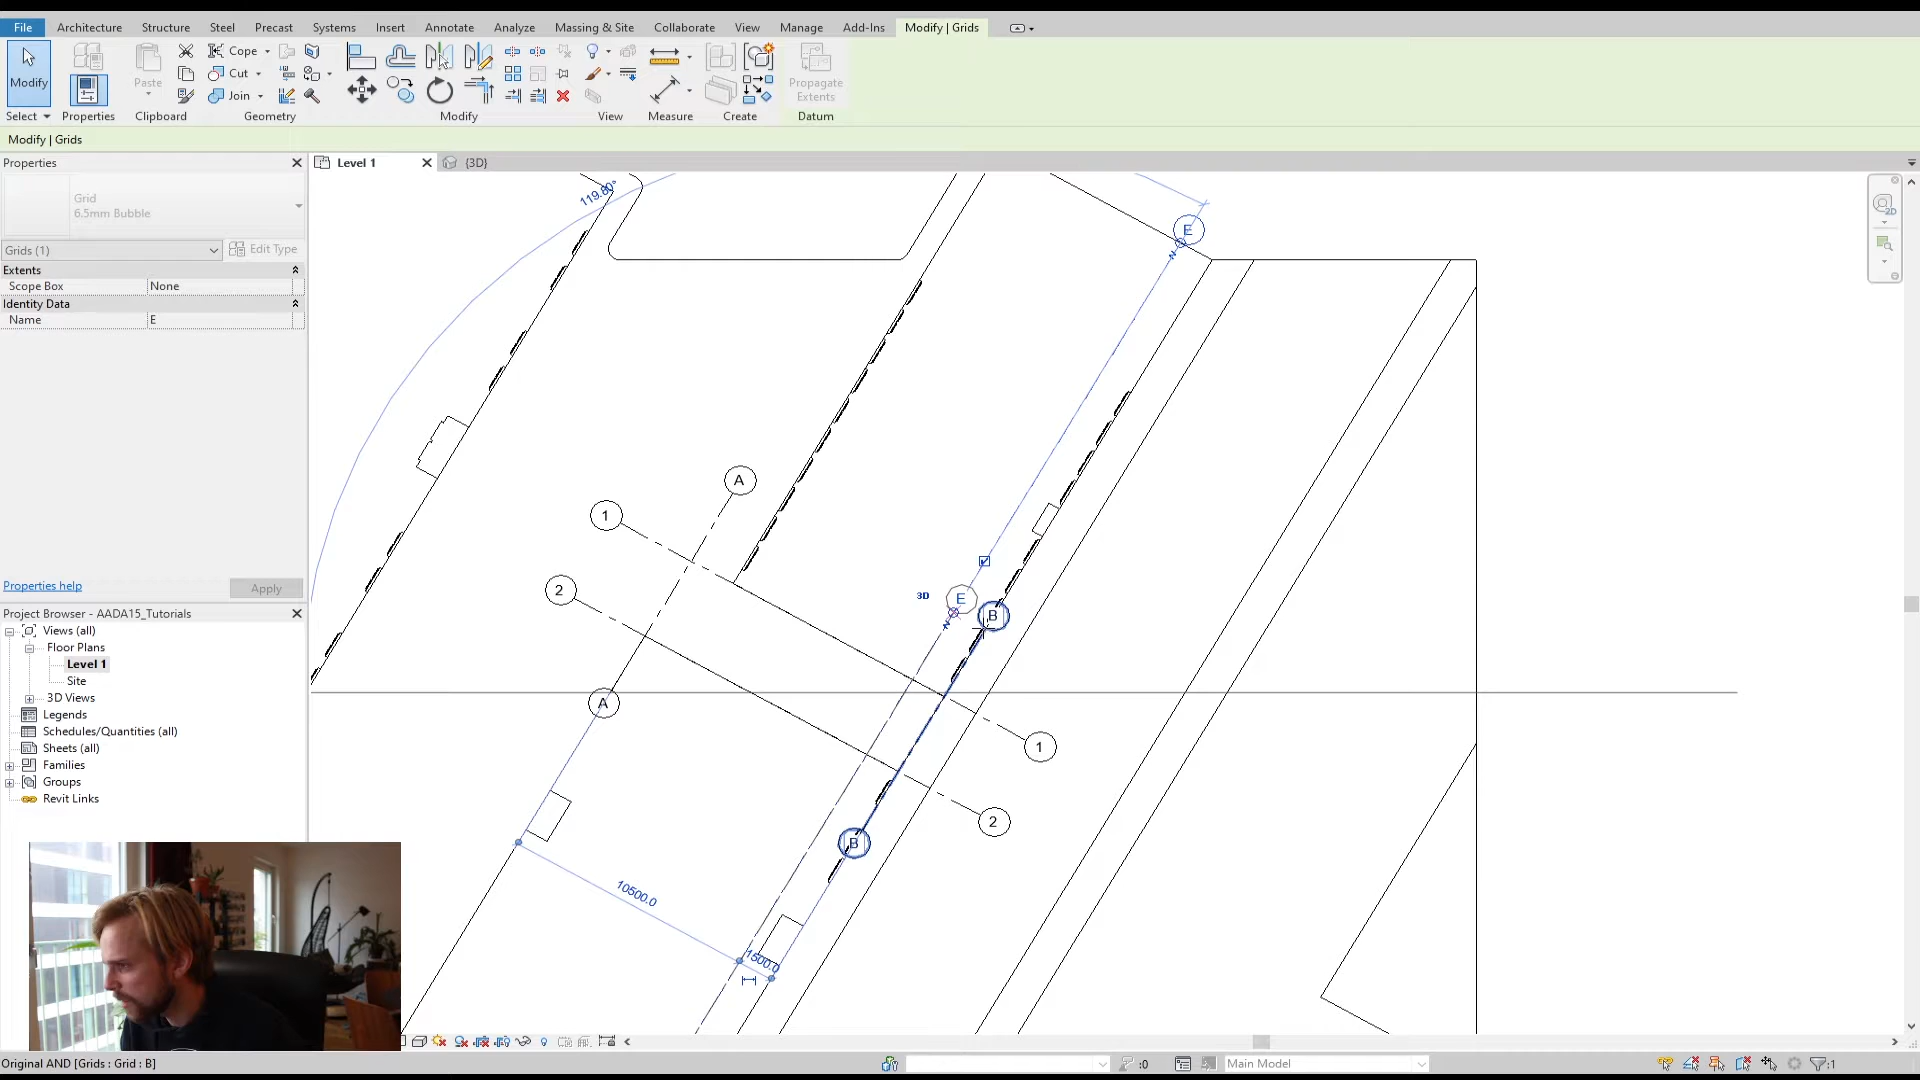 File Architecture Structure Steel Precast Systems Insert Annotate Analyze Massing & Site Collaborate View Manage Add-Ins Modify | Grids
Modify
Paste
Cope
Cut
Join
Propagate
Extents
Select Properties Clipboard Geometry Modify View Measure Create Datum
Modify | Grids
Properties
Level 1 {3D}
Grid
6.5mm Bubble
Grids (1) Edit Type
Extents
Scope Box None
Identity Data
Name E
Properties help Apply
Project Browser - AADA15_Tutorials
Views (all)
Floor Plans
Level 1
Site
3D Views
Legends
Schedules/Quantities (all)
Sheets (all)
Families
Groups
Revit Links
119.60°
E
2D
A
1
2
3D E B
A
1
2
B
10500.0
1500.0
Original AND [Grids : Grid : B] :0 Main Model :1